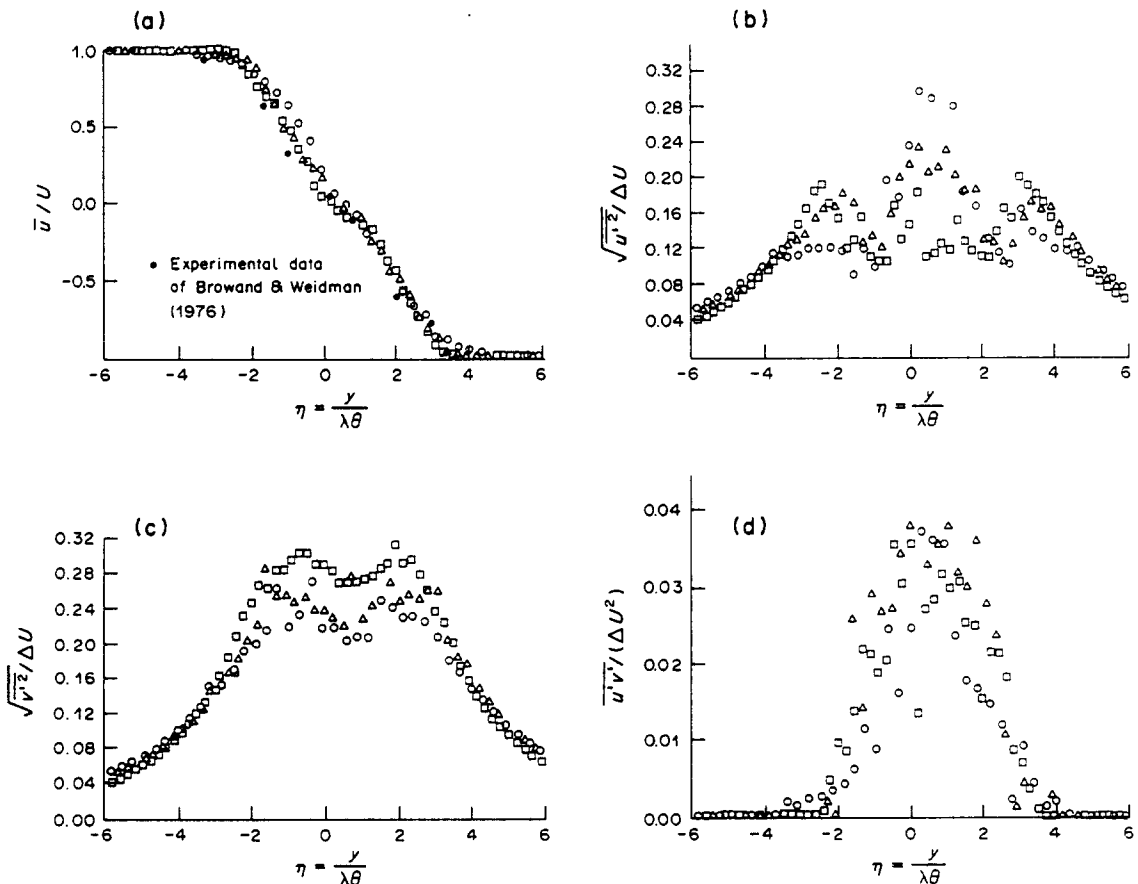 (a)
1.0
0.5
0.0
-0.5
ū / U
• Experimental data
of Browand & Weidman
(1976)
-6 -4 -2 0 2 4 6
η = y/λθ
(b)
0.32
0.28
0.24
0.20
0.16
0.12
0.08
0.04
√u'²/ΔU
-6 -4 -2 0 2 4 6
η = y/λθ
(c)
0.32
0.28
0.24
0.20
0.16
0.12
0.08
0.04
0.00
√v'²/ΔU
-6 -4 -2 0 2 4 6
η = y/λθ
(d)
0.04
0.03
0.02
0.01
0.00
u'v'/(ΔU²)
-6 -4 -2 0 2 4 6
η = y/λθ